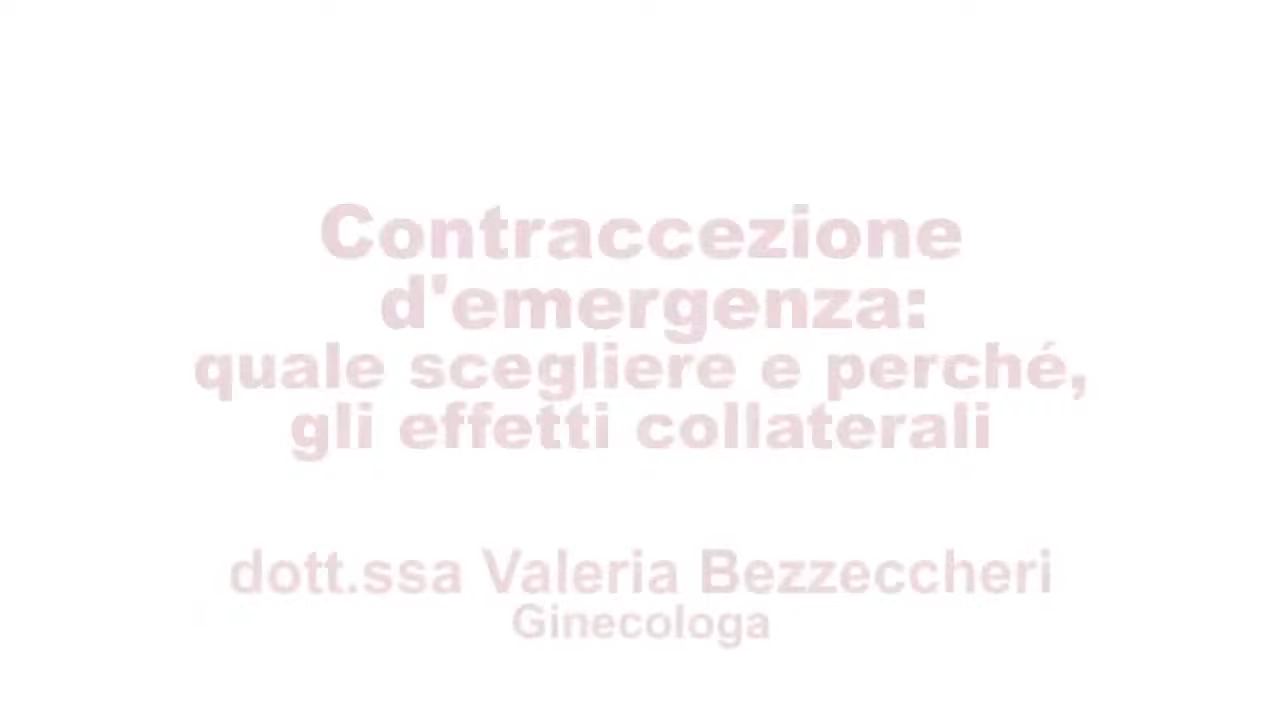 Contraccezione
d'emergenza:
quale scegliere e perché,
gli effetti collaterali
dott.ssa Valeria Bezzeccheri
Ginecologa